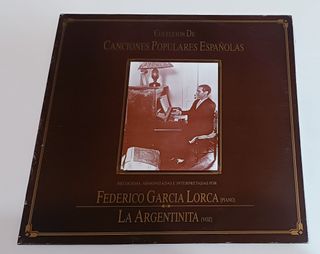 COLECCION DE
CANCIONES POPULARES ESPAÑOLAS
RECOGIDAS, ARMONIZADAS E INTERPRETADAS POR
FEDERICO GARCIA LORCA (PIANO)
LA ARGENTINITA (VOZ)